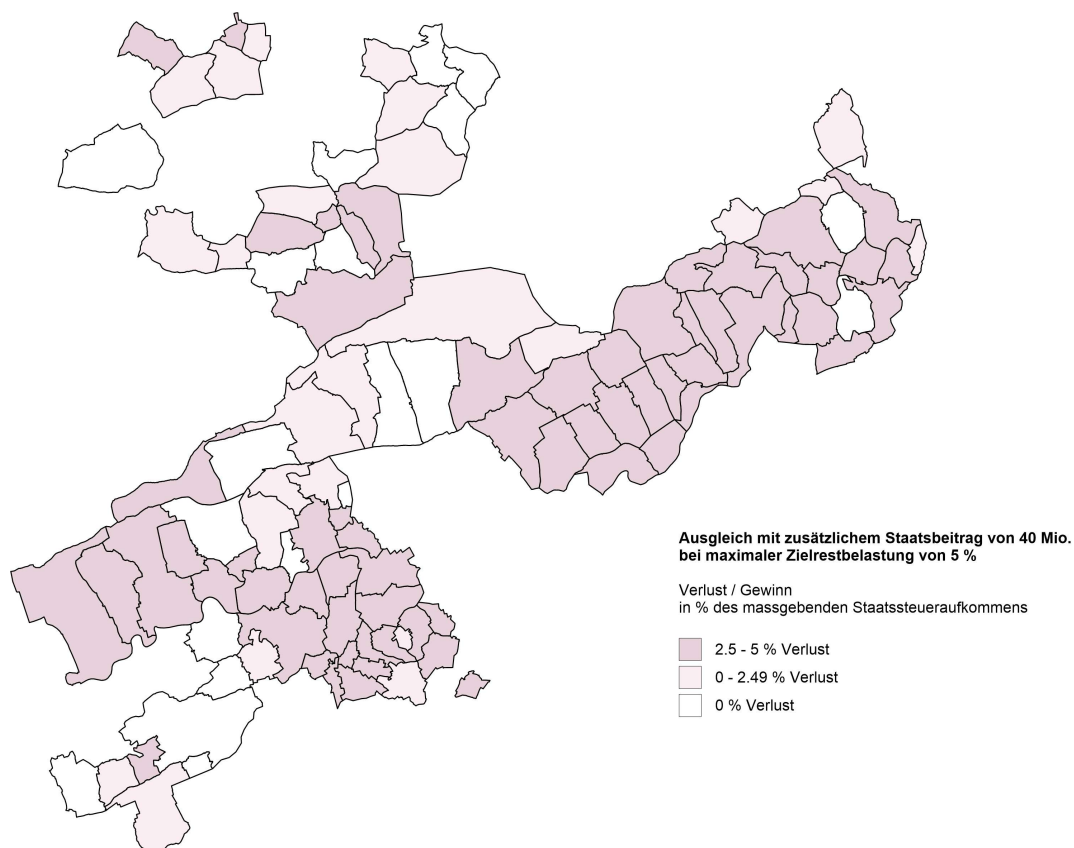 Ausgleich mit zusätzlichem Staatsbeitrag von 40 Mio.
bei maximaler Zielrestbelastung von 5 %
Verlust / Gewinn
in % des massgebenden Staatssteueraufkommens
2.5 - 5 % Verlust
0 - 2.49 % Verlust
0 % Verlust